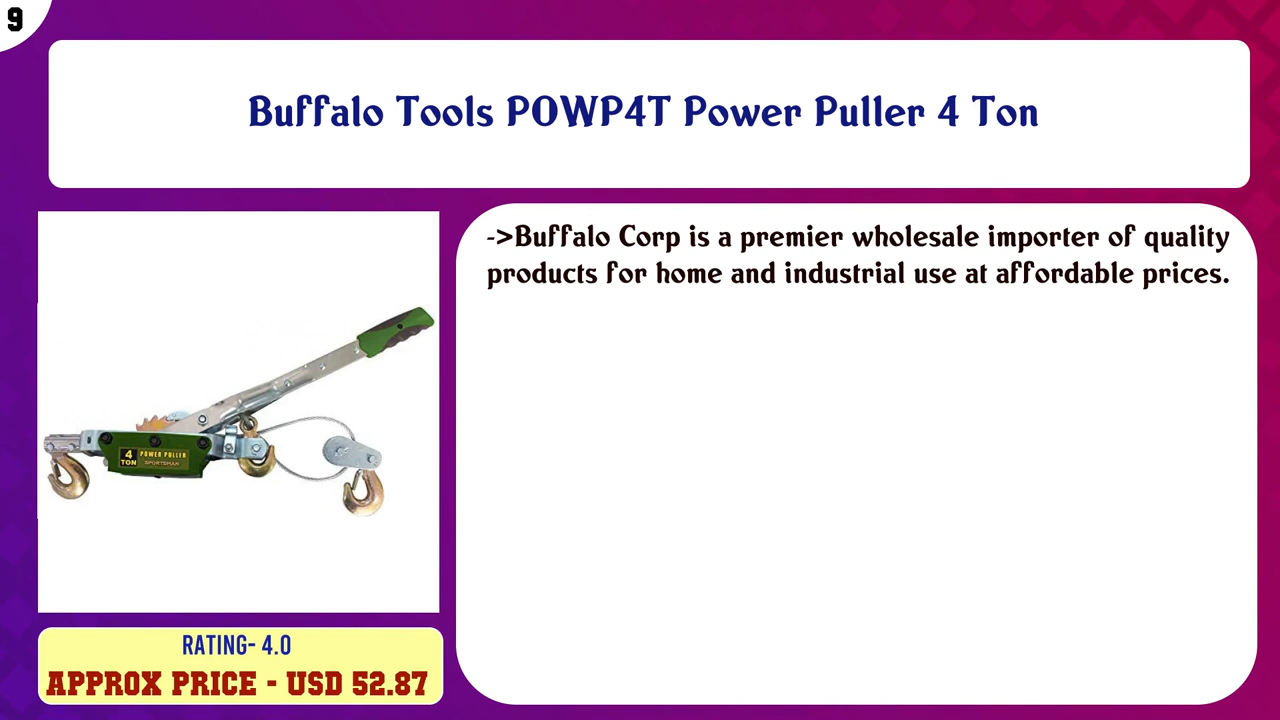 9
Buffalo Tools POWP4T Power Puller 4 Ton
->Buffalo Corp is a premier wholesale importer of quality
products for home and industrial use at affordable prices.
4
TON
POWER PULLER
SPORTSMAN
RATING- 4.0
APPROX PRICE - USD 52.87